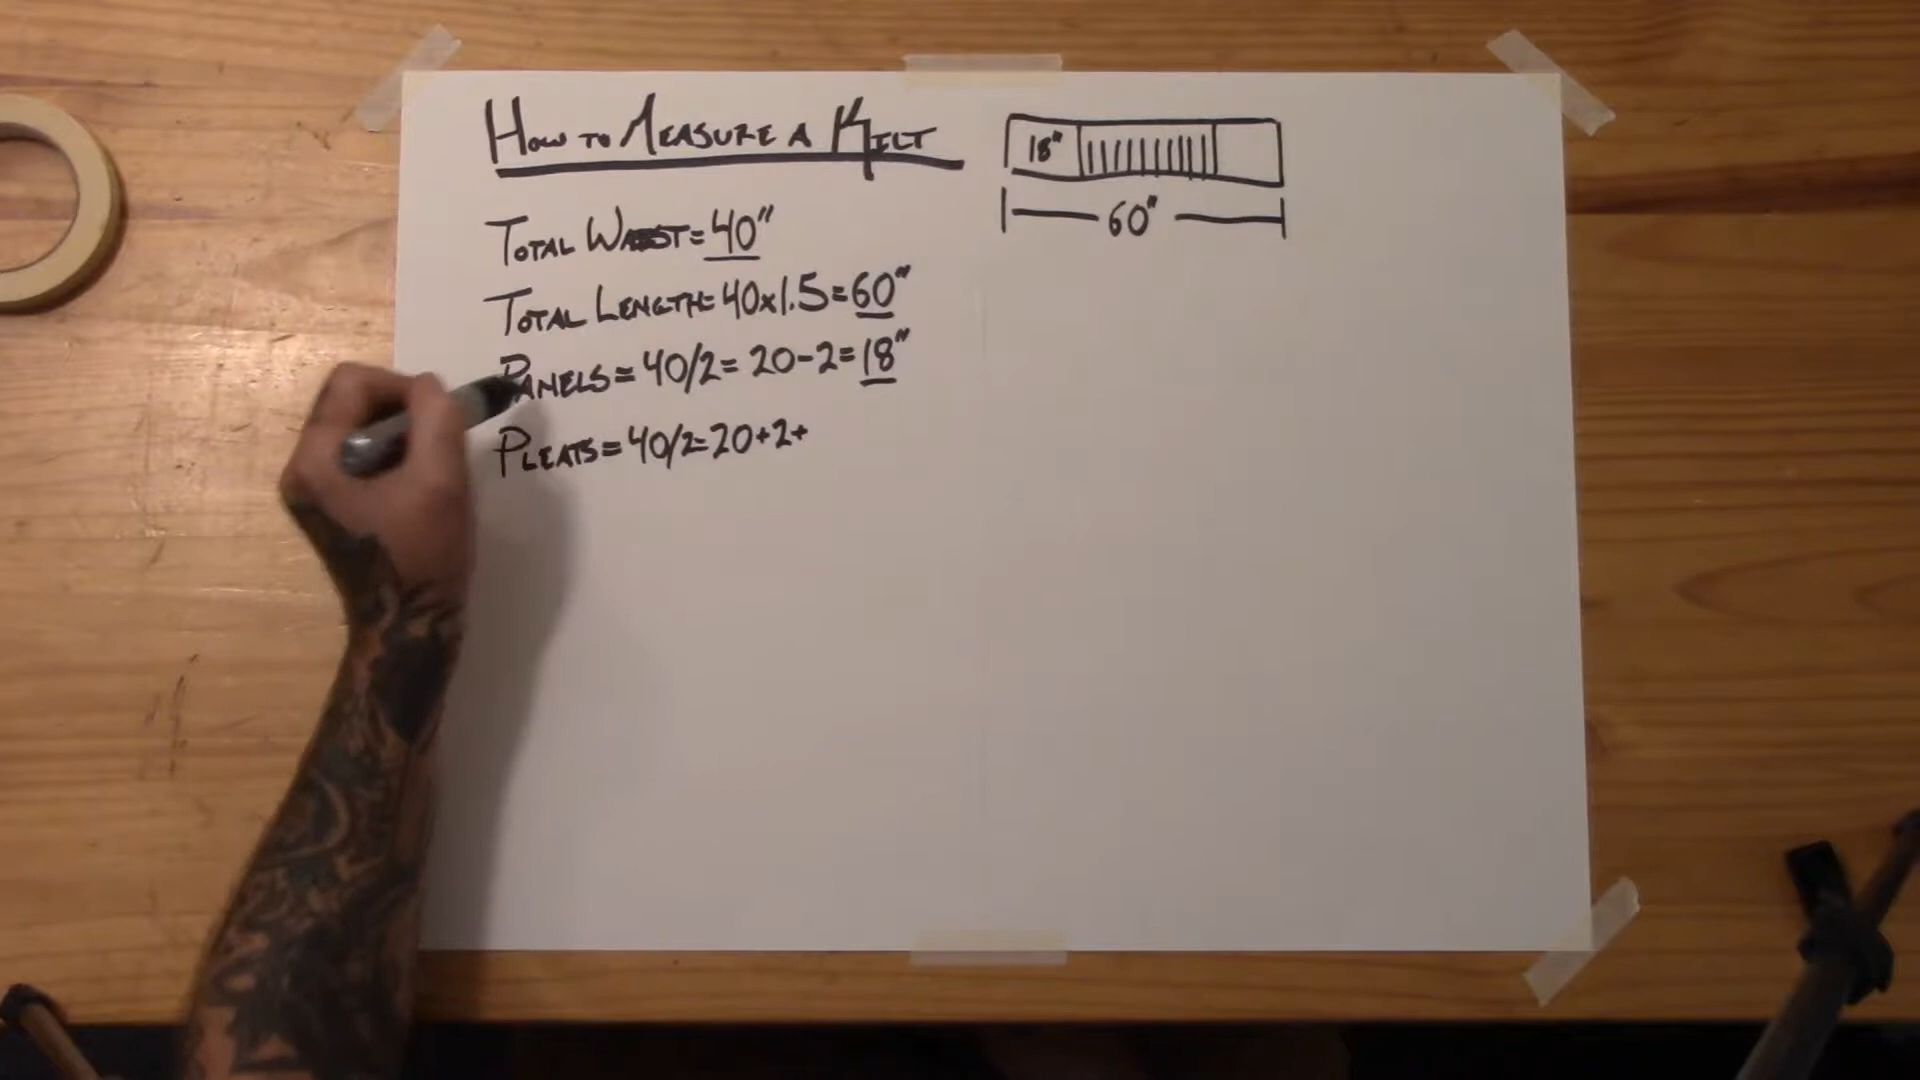 How to Measure a Kilt
Total Waist = 40"
Total Length = 40x1.5 = 60"
Panels = 40/2 = 20-2 = 18"
Pleats = 40/2 = 20+2+
18"
60"